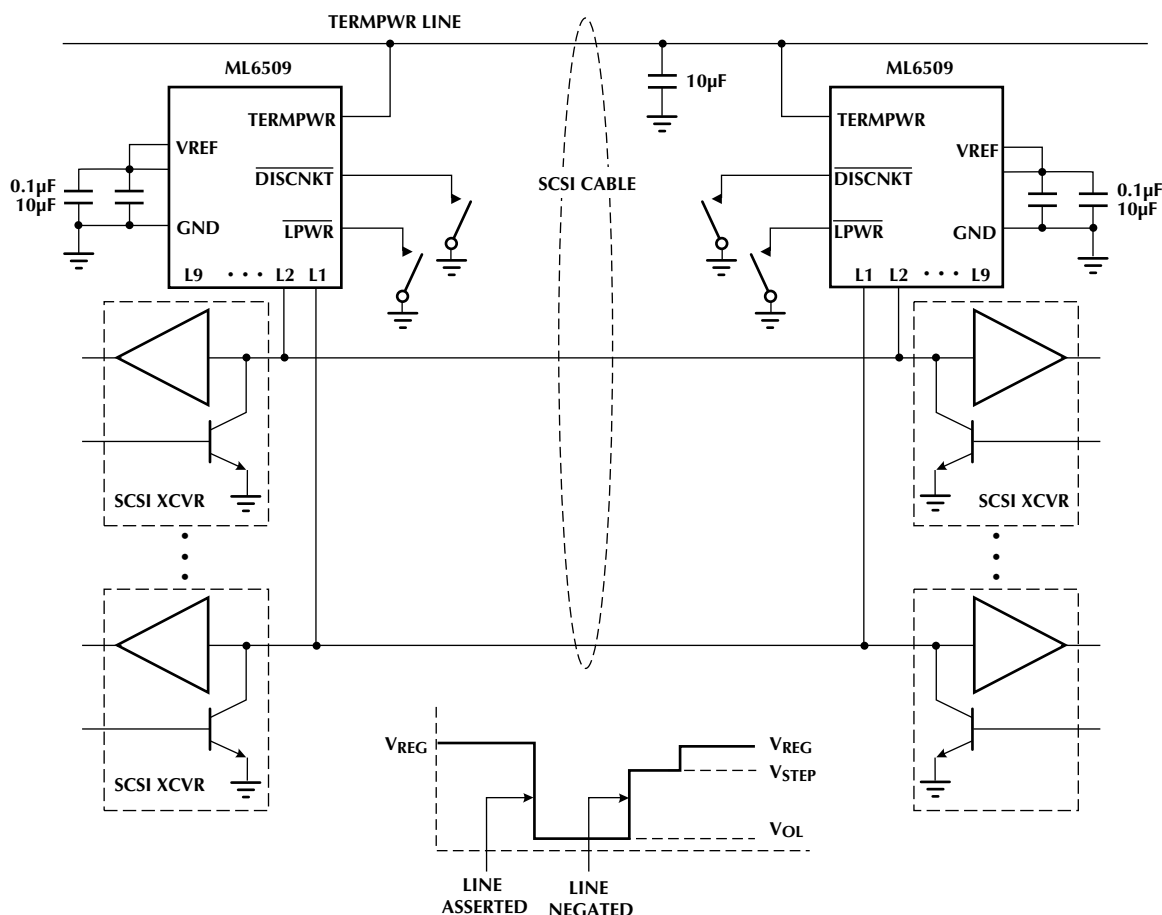 TERMPWR LINE
ML6509
ML6509
10µF
TERMPWR
TERMPWR
VREF
VREF
DISCNKT
SCSI CABLE
DISCNKT
0.1µF
10µF
0.1µF
10µF
LPWR
LPWR
GND
GND
L9 • • • L2 L1
L1 L2 • • • L9
SCSI XCVR
SCSI XCVR
VREG
VREG
VSTEP
SCSI XCVR
VOL
LINE
ASSERTED
LINE
NEGATED